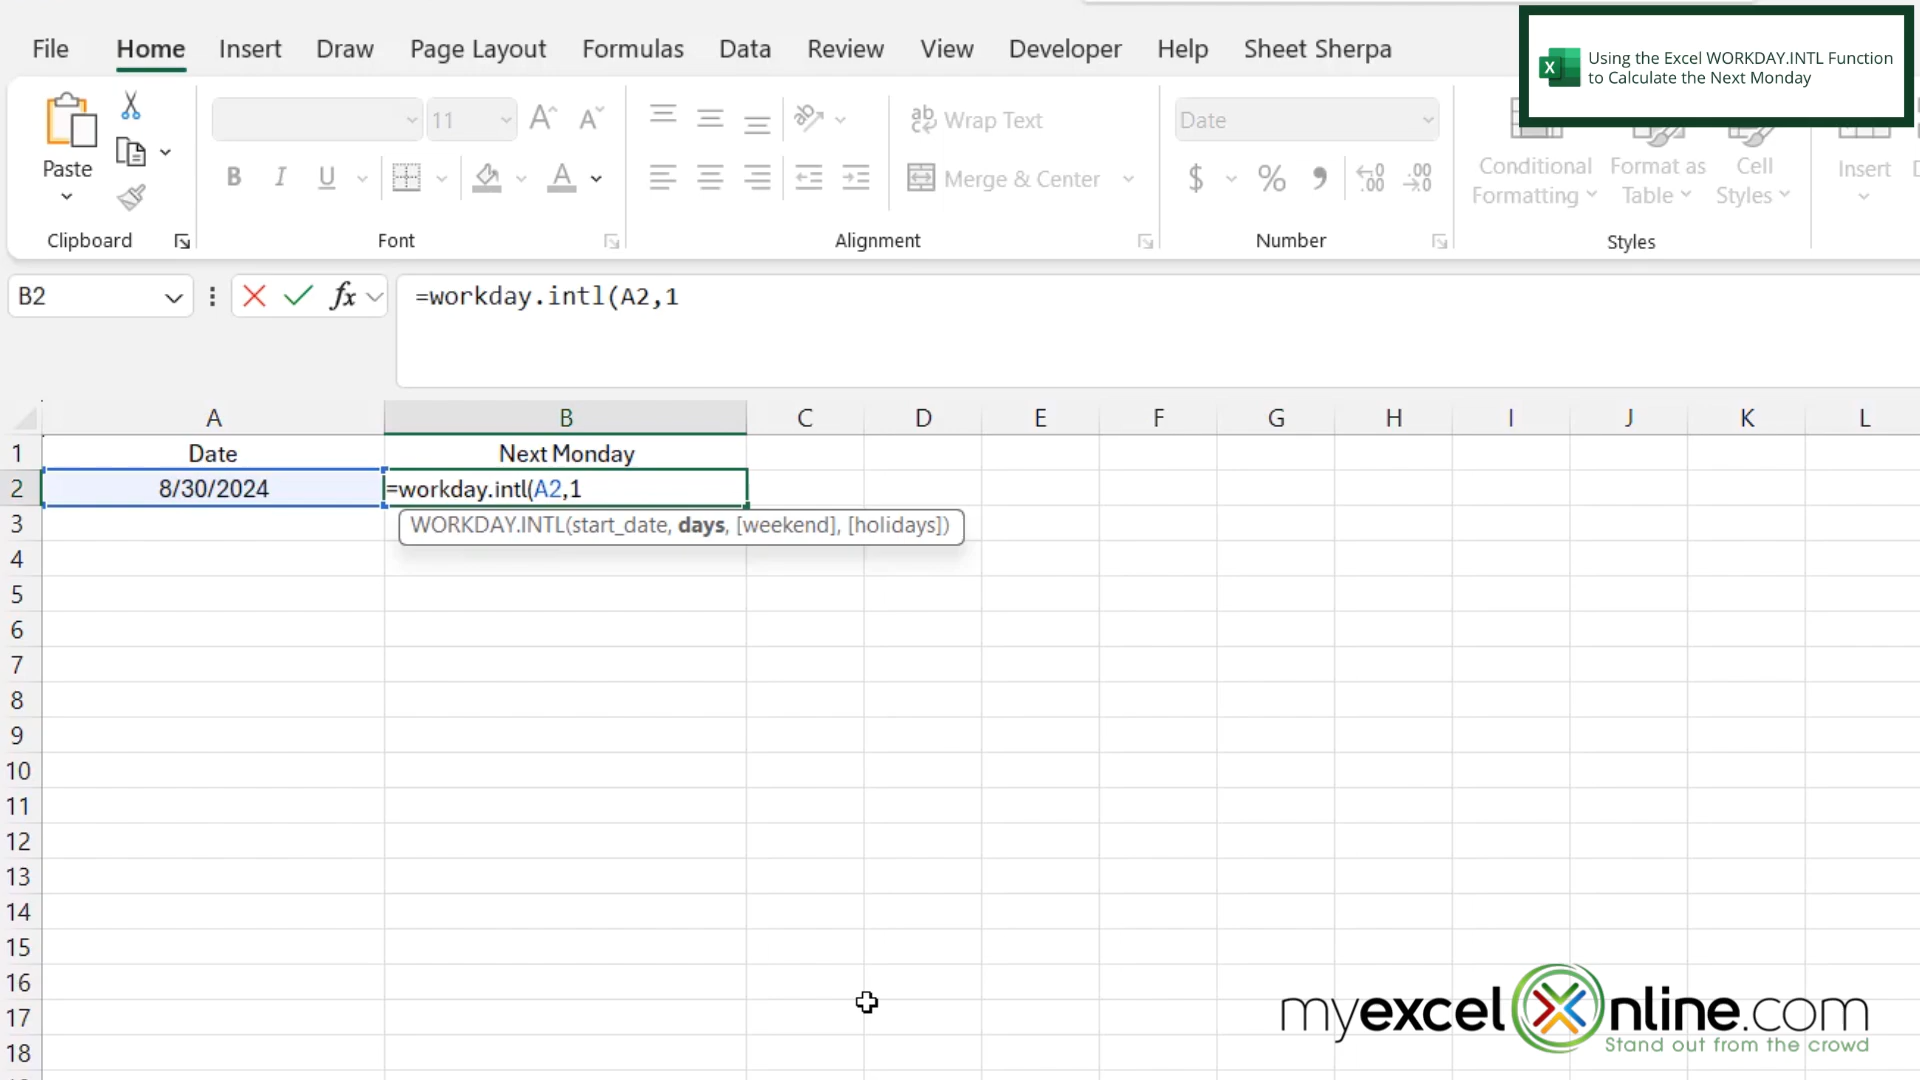 File Home Insert Draw Page Layout Formulas Data Review View Developer Help Sheet Sherpa
Using the Excel WORKDAY.INTL Function
to Calculate the Next Monday
Paste
11
Wrap Text
Date
B I U A
Merge & Center
$ % ,
Conditional
Formatting
Format as
Table
Cell
Styles
Insert
Clipboard Font Alignment Number Styles
B2 fx =workday.intl(A2,1
A B C D E F G H I J K L
1 Date Next Monday
2 8/30/2024 =workday.intl(A2,1
3 WORKDAY.INTL(start_date, days, [weekend], [holidays])
4
5
6
7
8
9
10
11
12
13
14
15
16
17
18
myexcelonline.com
Stand out from the crowd